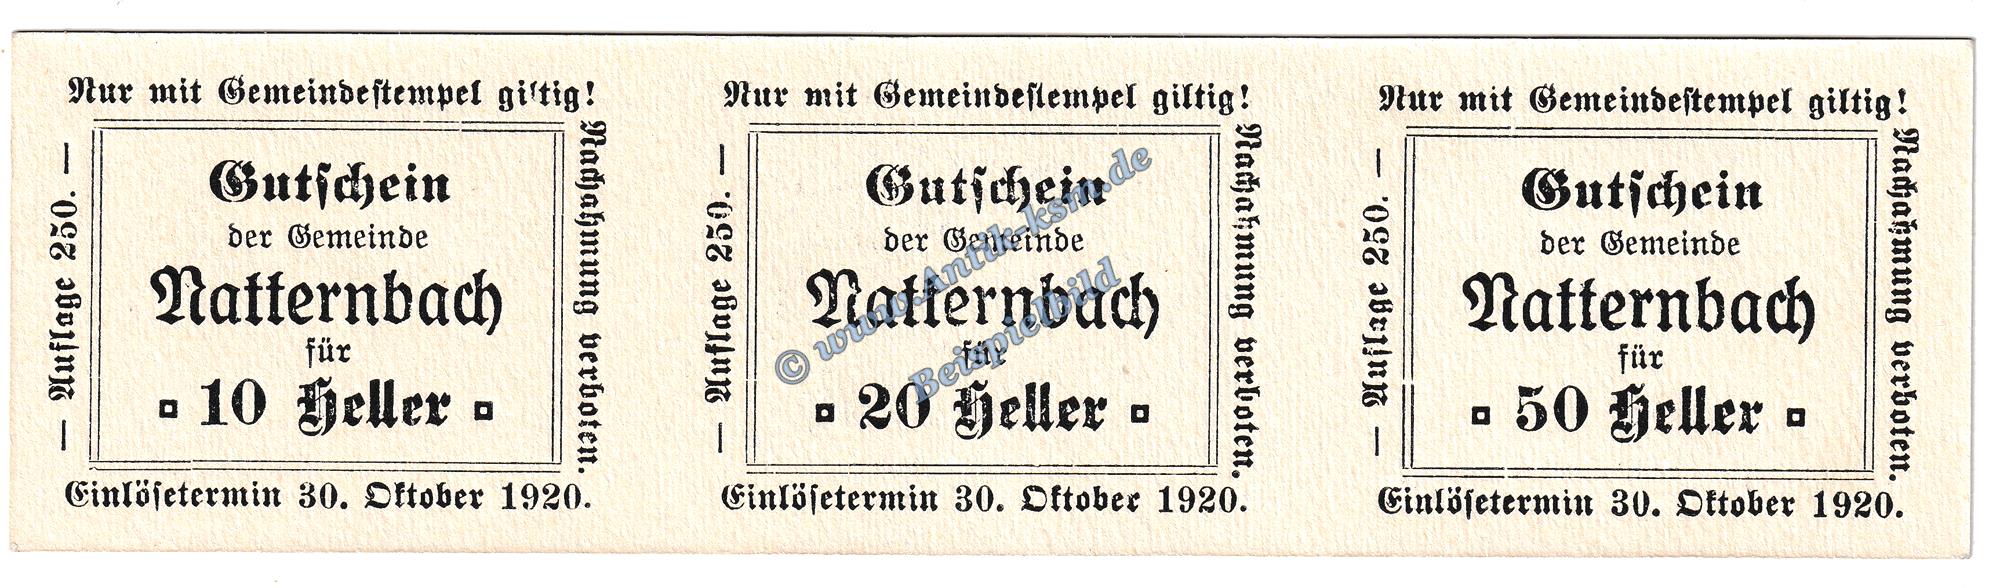 Nur mit Gemeindestempel giltig!
— Auflage 250. —
Gutschein
der Gemeinde
Natternbach
für
10 Heller
Nachahmung verboten.
Einlösetermin 30. Oktober 1920.
Nur mit Gemeindestempel giltig!
— Auflage 250. —
Gutschein
der Gemeinde
Natternbach
für
20 Heller
Nachahmung verboten.
Einlösetermin 30. Oktober 1920.
© www.Antik-ksm.de
Beispielbild
Nur mit Gemeindestempel giltig!
— Auflage 250. —
Gutschein
der Gemeinde
Natternbach
für
50 Heller
Nachahmung verboten.
Einlösetermin 30. Oktober 1920.